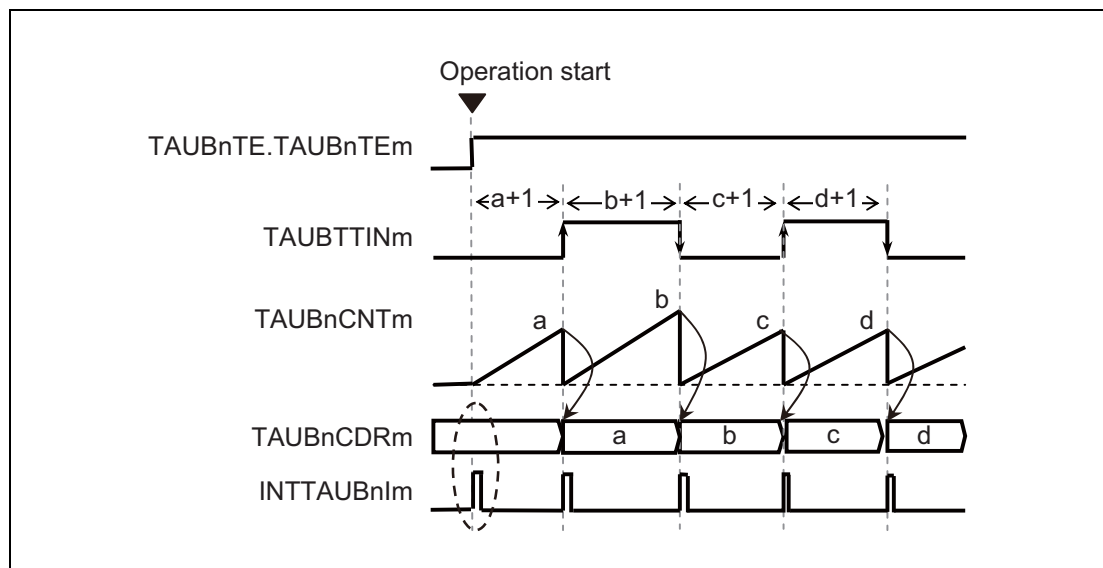 Operation start
TAUBnTE.TAUBnTEm
a+1 b+1 c+1 d+1
TAUBTTINm
TAUBnCNTm
a b c d
TAUBnCDRm
a b c d
INTTAUBnIm